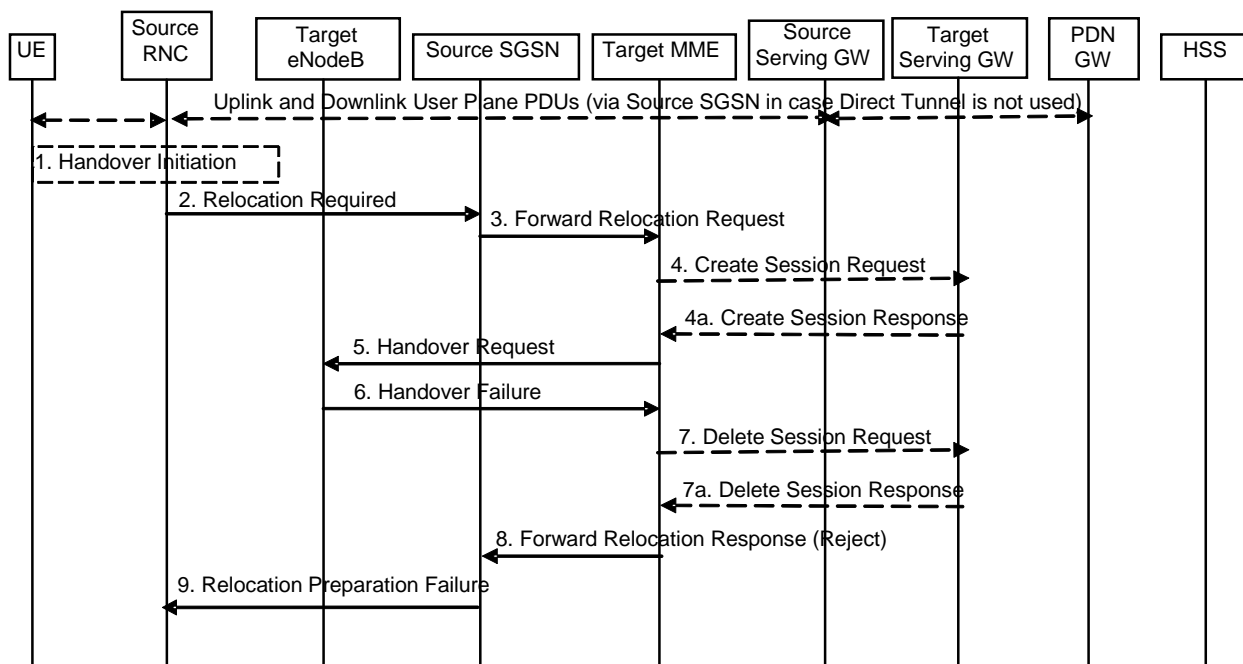 UE
Source
RNC
Target
eNodeB
Source SGSN
Target MME
Source
Serving GW
Target
Serving GW
PDN
GW
HSS
Uplink and Downlink User Plane PDUs (via Source SGSN in case Direct Tunnel is not used)
1. Handover Initiation
2. Relocation Required
3. Forward Relocation Request
4. Create Session Request
4a. Create Session Response
5. Handover Request
6. Handover Failure
7. Delete Session Request
7a. Delete Session Response
8. Forward Relocation Response (Reject)
9. Relocation Preparation Failure